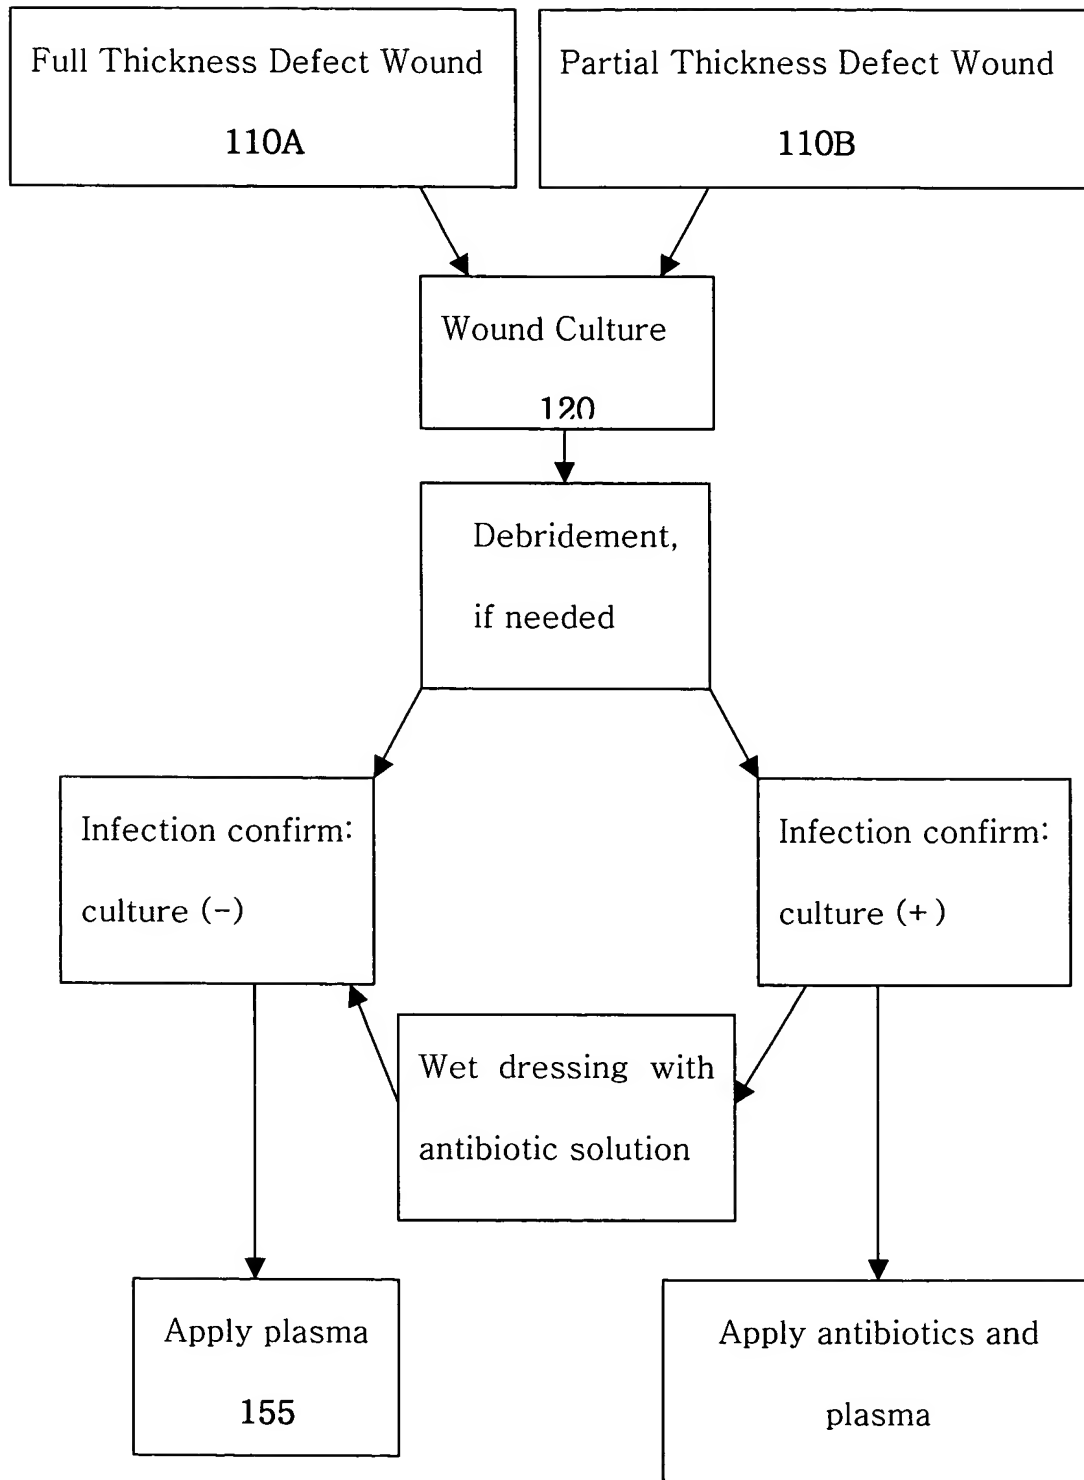 Full Thickness Defect Wound
110A
Partial Thickness Defect Wound
110B
Wound Culture
120
Debridement,
if needed
Infection confirm:
culture (-)
Infection confirm:
culture (+)
Wet dressing with
antibiotic solution
Apply plasma
155
Apply antibiotics and
plasma